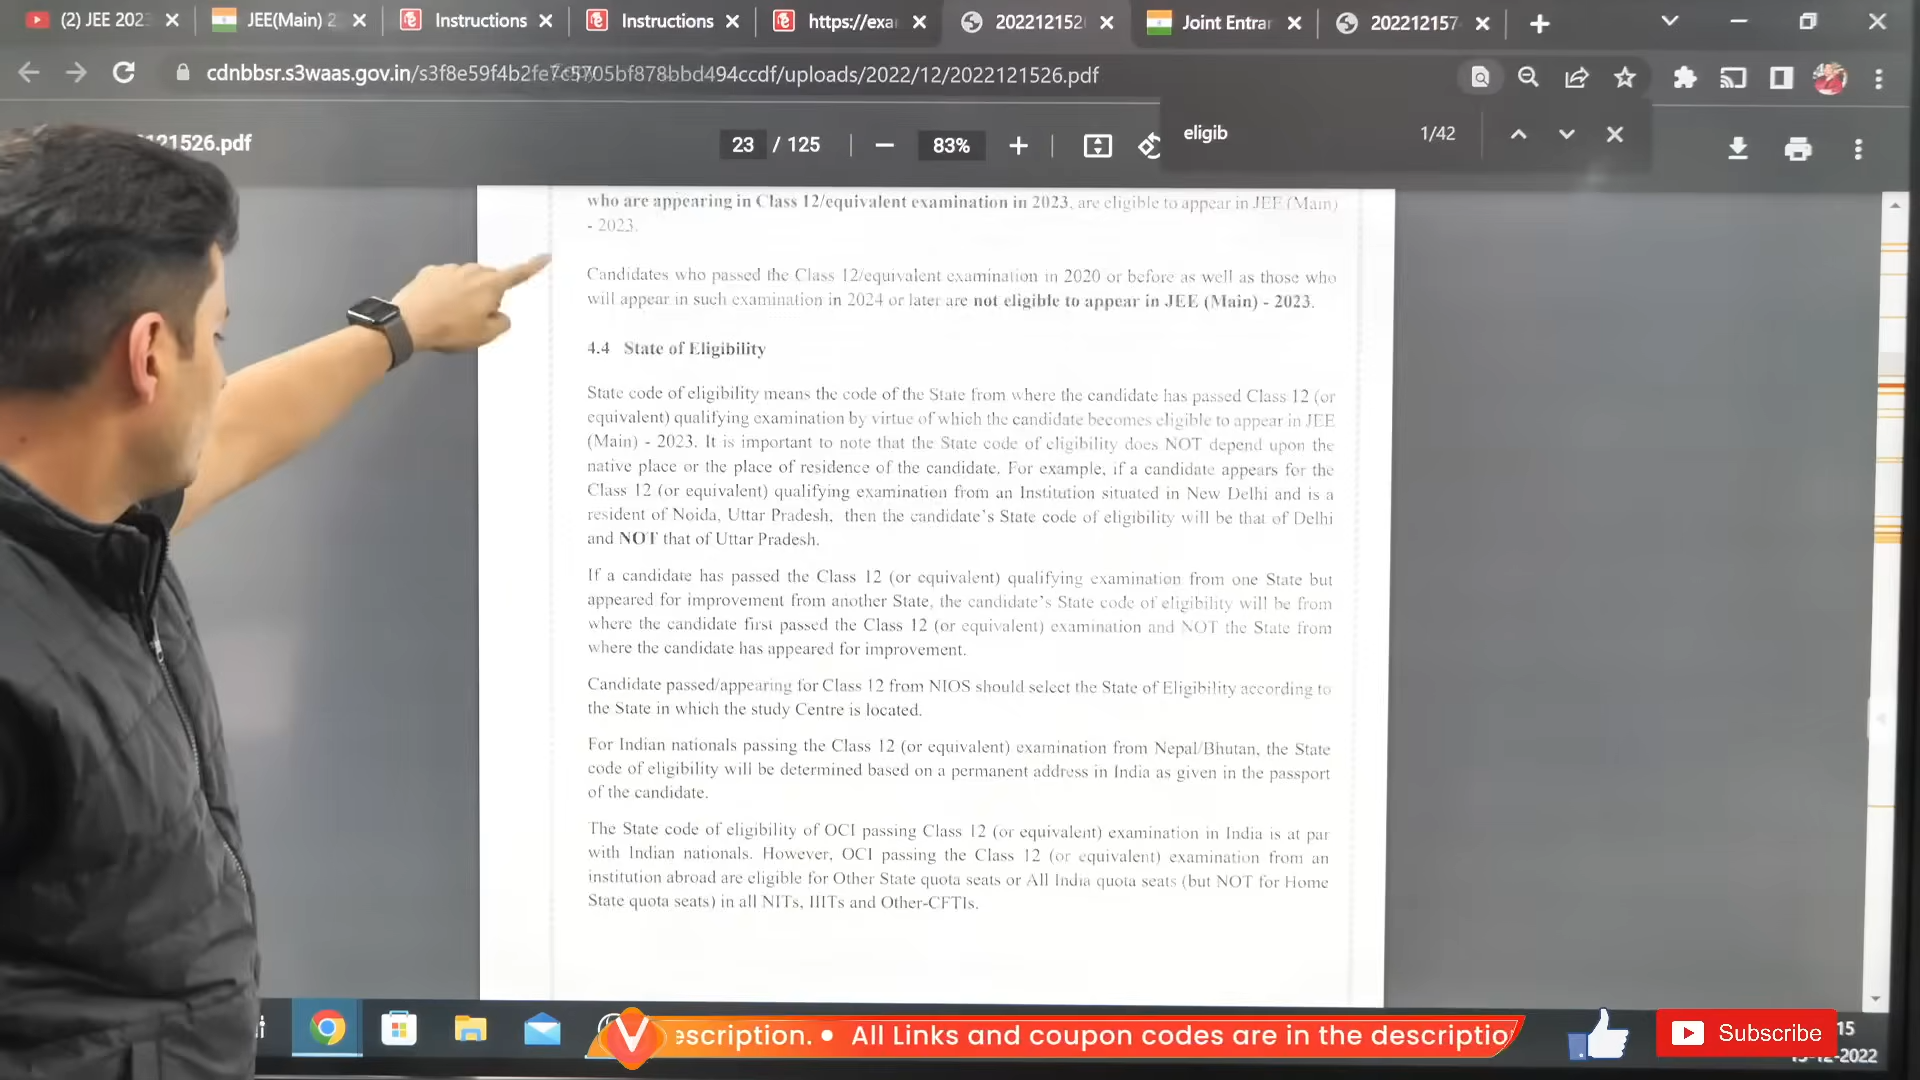 (2) JEE 202
JEE(Main) 2
Instructions
Instructions
https://exa
2022121526
Joint Entra
202212157
cdnbbsr.s3waas.gov.in/s3f8e59f4b2fe7c5705bf878bbd494ccdf/uploads/2022/12/2022121526.pdf
121526.pdf
23 / 125
83%
eligib
1/42
who are appearing in Class 12/equivalent examination in 2023, are eligible to appear in JEE (Main)
- 2023.
Candidates who passed the Class 12/equivalent examination in 2020 or before as well as those who
will appear in such examination in 2024 or later are not eligible to appear in JEE (Main) - 2023.
4.4 State of Eligibility
State code of eligibility means the code of the State from where the candidate has passed Class 12 (or
equivalent) qualifying examination by virtue of which the candidate becomes eligible to appear in JEE
(Main) - 2023. It is important to note that the State code of eligibility does NOT depend upon the
native place or the place of residence of the candidate. For example, if a candidate appears for the
Class 12 (or equivalent) qualifying examination from an Institution situated in New Delhi and is a
resident of Noida, Uttar Pradesh, then the candidate's State code of eligibility will be that of Delhi
and NOT that of Uttar Pradesh.
If a candidate has passed the Class 12 (or equivalent) qualifying examination from one State but
appeared for improvement from another State, the candidate's State code of eligibility will be from
where the candidate first passed the Class 12 (or equivalent) examination and NOT the State from
where the candidate has appeared for improvement.
Candidate passed/appearing for Class 12 from NIOS should select the State of Eligibility according to
the State in which the study Centre is located.
For Indian nationals passing the Class 12 (or equivalent) examination from Nepal/Bhutan, the State
code of eligibility will be determined based on a permanent address in India as given in the passport
of the candidate.
The State code of eligibility of OCI passing Class 12 (or equivalent) examination in India is at par
with Indian nationals. However, OCI passing the Class 12 (or equivalent) examination from an
institution abroad are eligible for Other State quota seats or All India quota seats (but NOT for Home
State quota seats) in all NITs, IIITs and Other-CFTIs.
V
escription. • All Links and coupon codes are in the descriptio
Subscribe
15
-12-2022